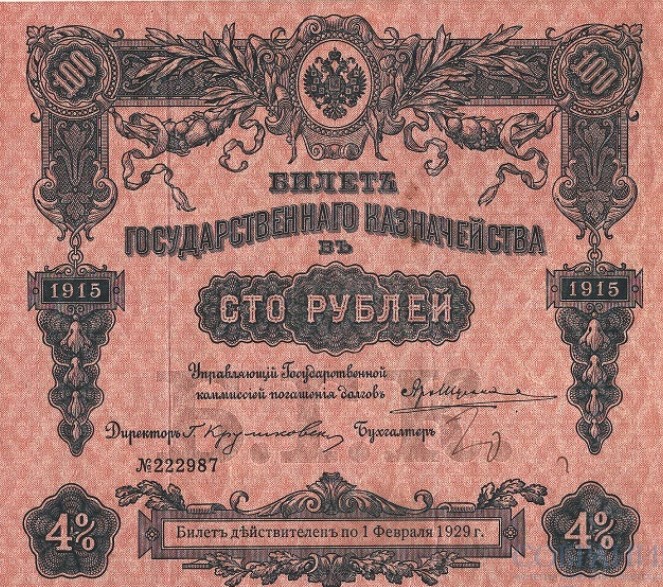 100 100
БИЛЕТЪ
ГОСУДАРСТВЕННАГО КАЗНАЧЕЙСТВА
ВЪ
1915 СТО РУБЛЕЙ 1915
Управляющій Государственной
коммиссіей погашенія долговъ
Директоръ Бухгалтеръ
№222987
4% Билетъ дѣйствителенъ по 1 Февраля 1929 г. 4%